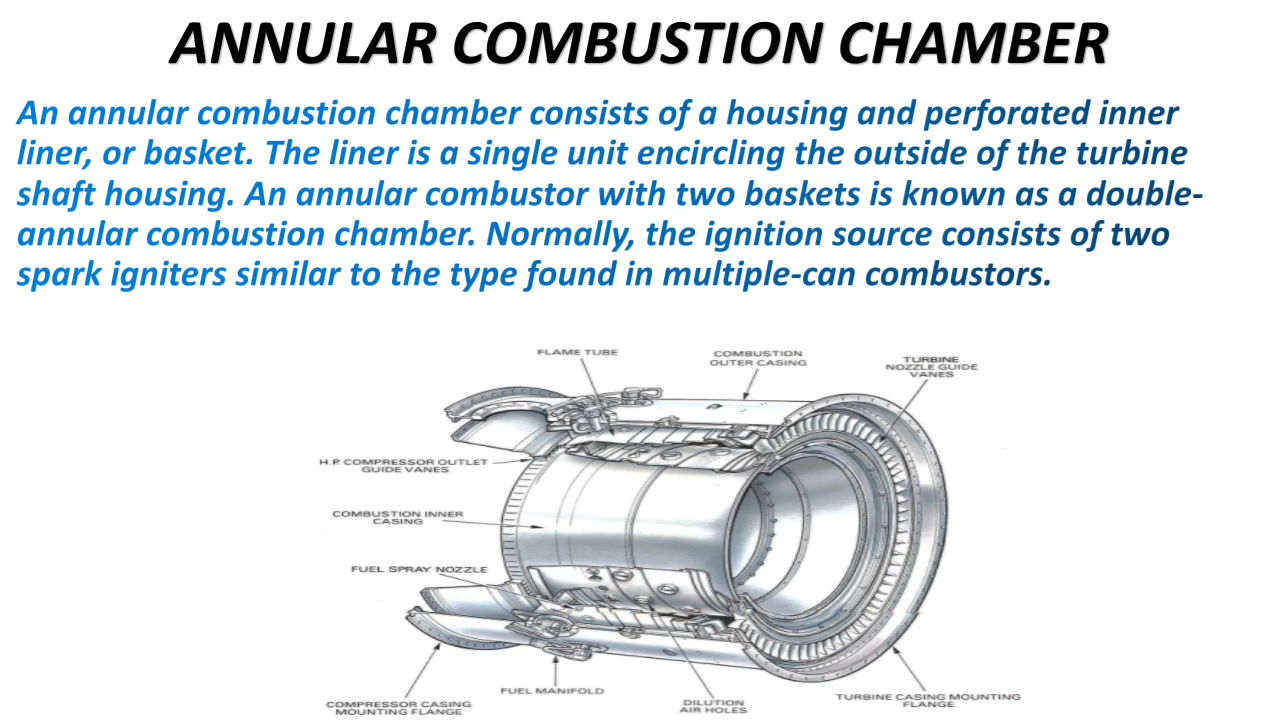 ANNULAR COMBUSTION CHAMBER
An annular combustion chamber consists of a housing and perforated inner
liner, or basket. The liner is a single unit encircling the outside of the turbine
shaft housing. An annular combustor with two baskets is known as a double-
annular combustion chamber. Normally, the ignition source consists of two
spark igniters similar to the type found in multiple-can combustors.
FLAME TUBE
COMBUSTION
OUTER CASING
TURBINE
NOZZLE GUIDE
VANES
H.P. COMPRESSOR OUTLET
GUIDE VANES
COMBUSTION INNER
CASING
FUEL SPRAY NOZZLE
COMPRESSOR CASING
MOUNTING FLANGE
FUEL MANIFOLD
DILUTION
AIR HOLES
TURBINE CASING MOUNTING
FLANGE